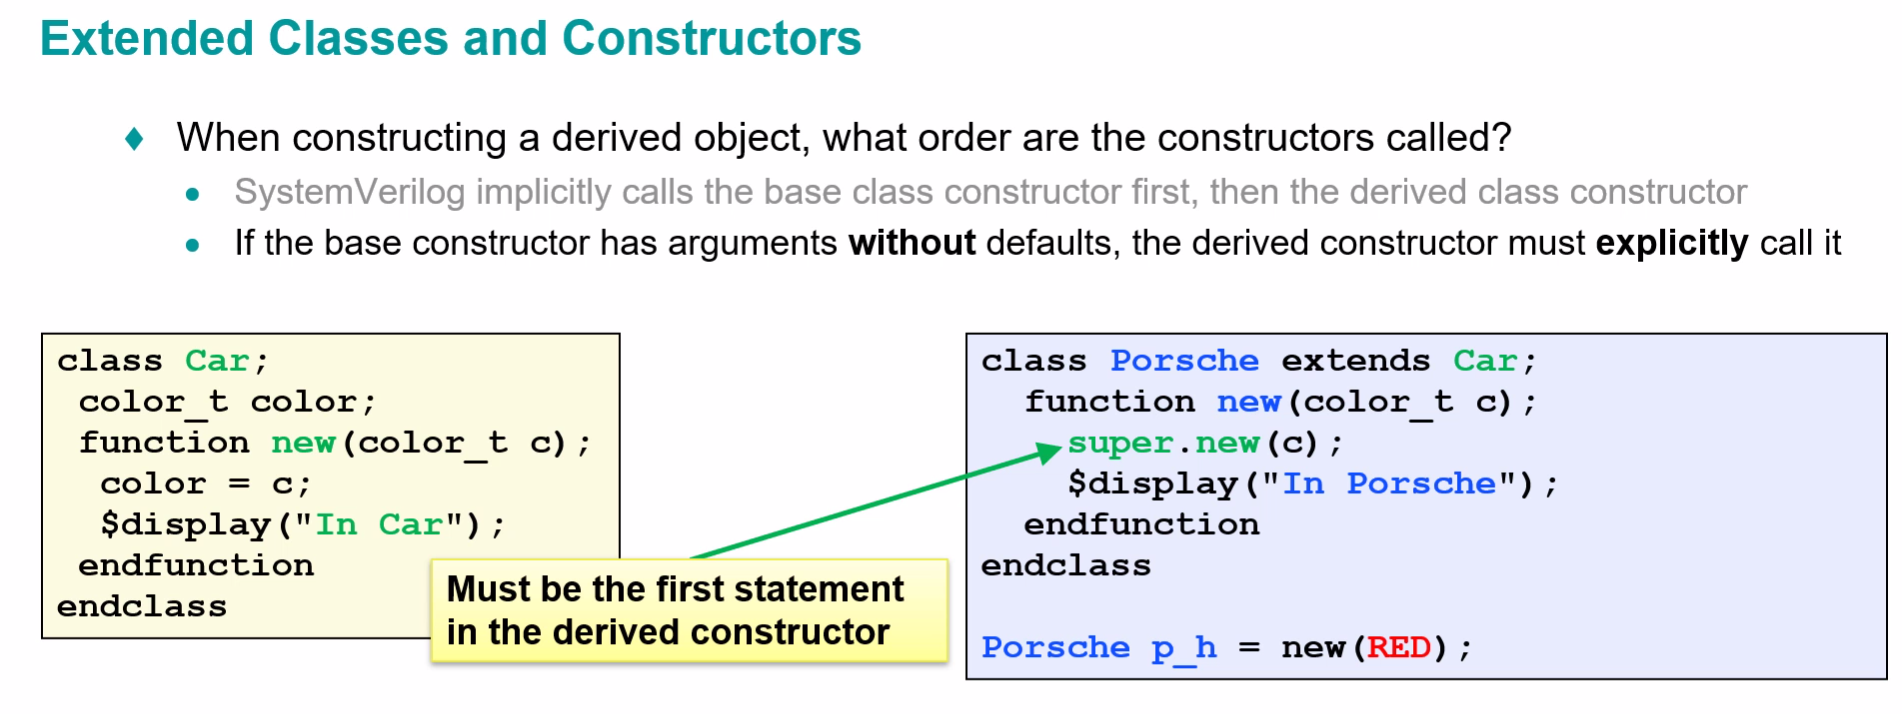 Extended Classes and Constructors
When constructing a derived object, what order are the constructors called?
SystemVerilog implicitly calls the base class constructor first, then the derived class constructor
If the base constructor has arguments without defaults, the derived constructor must explicitly call it
class Car;
color_t color;
function new(color_t c);
color = c;
$display("In Car");
endfunction
endclass
Must be the first statement
in the derived constructor
class Porsche extends Car;
function new(color_t c);
super.new(c);
$display("In Porsche");
endfunction
endclass
Porsche p_h = new(RED);